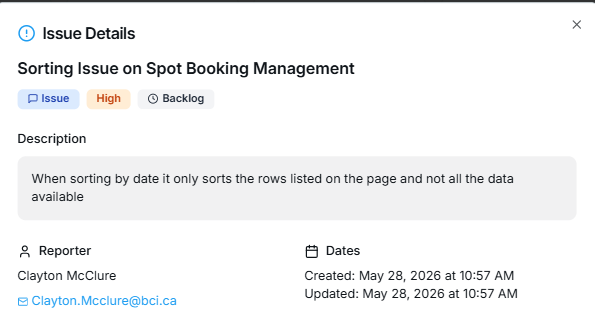 Issue Details
Sorting Issue on Spot Booking Management
Issue High Backlog
Description
When sorting by date it only sorts the rows listed on the page and not all the data
available
Reporter
Clayton McClure
Clayton.Mcclure@bci.ca
Dates
Created: May 28, 2026 at 10:57 AM
Updated: May 28, 2026 at 10:57 AM